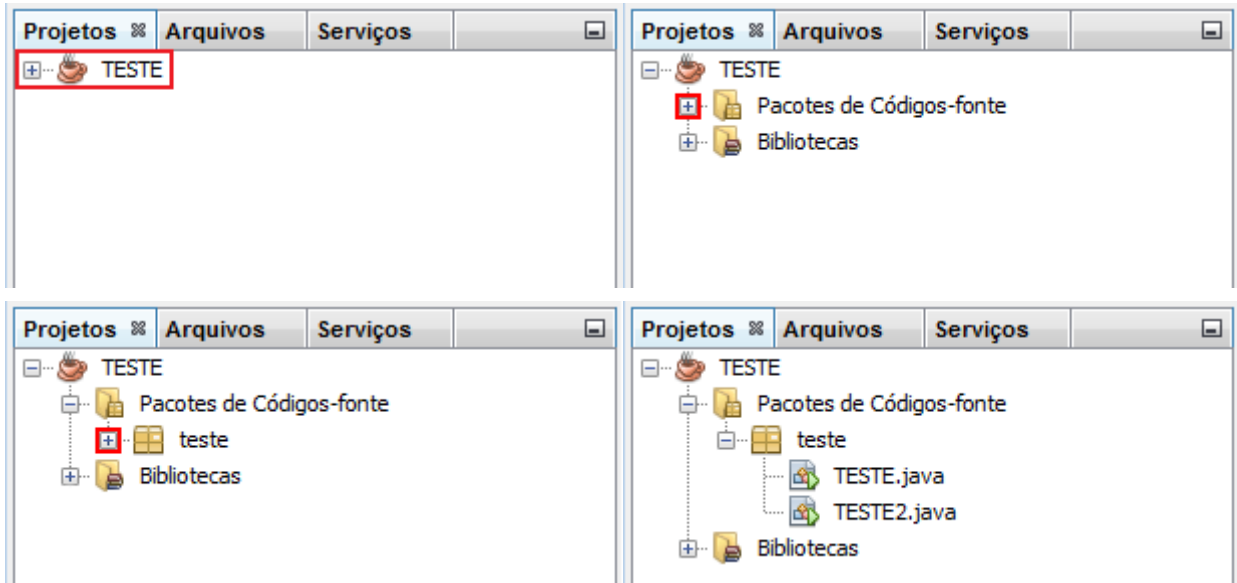 Projetos Arquivos Serviços
TESTE
Projetos Arquivos Serviços
TESTE
Pacotes de Códigos-fonte
Bibliotecas
Projetos Arquivos Serviços
TESTE
Pacotes de Códigos-fonte
teste
Bibliotecas
Projetos Arquivos Serviços
TESTE
Pacotes de Códigos-fonte
teste
TESTE.java
TESTE2.java
Bibliotecas